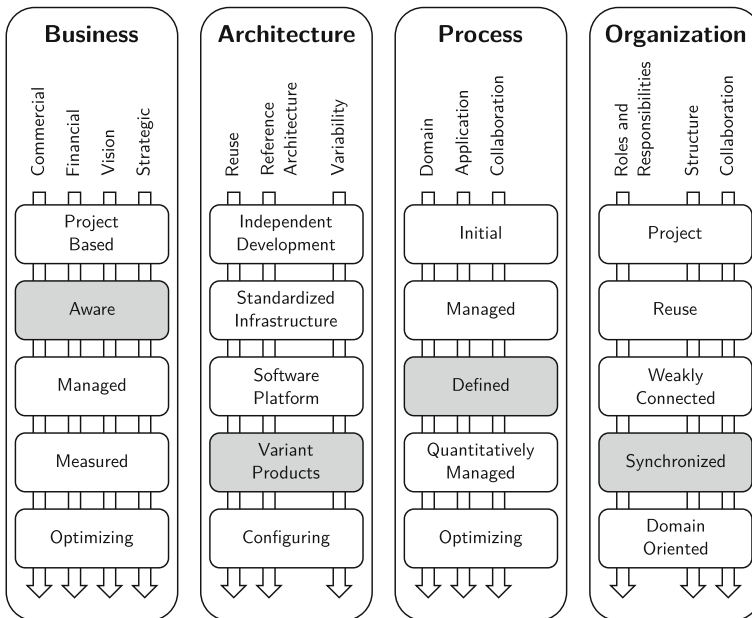 Business
Commercial
Financial
Vision
Strategic
Project
Based
Aware
Managed
Measured
Optimizing
Architecture
Reuse
Reference
Architecture
Variability
Independent
Development
Standardized
Infrastructure
Software
Platform
Variant
Products
Configuring
Process
Domain
Application
Collaboration
Initial
Managed
Defined
Quantitatively
Managed
Optimizing
Organization
Roles and
Responsibilities
Structure
Collaboration
Project
Reuse
Weakly
Connected
Synchronized
Domain
Oriented